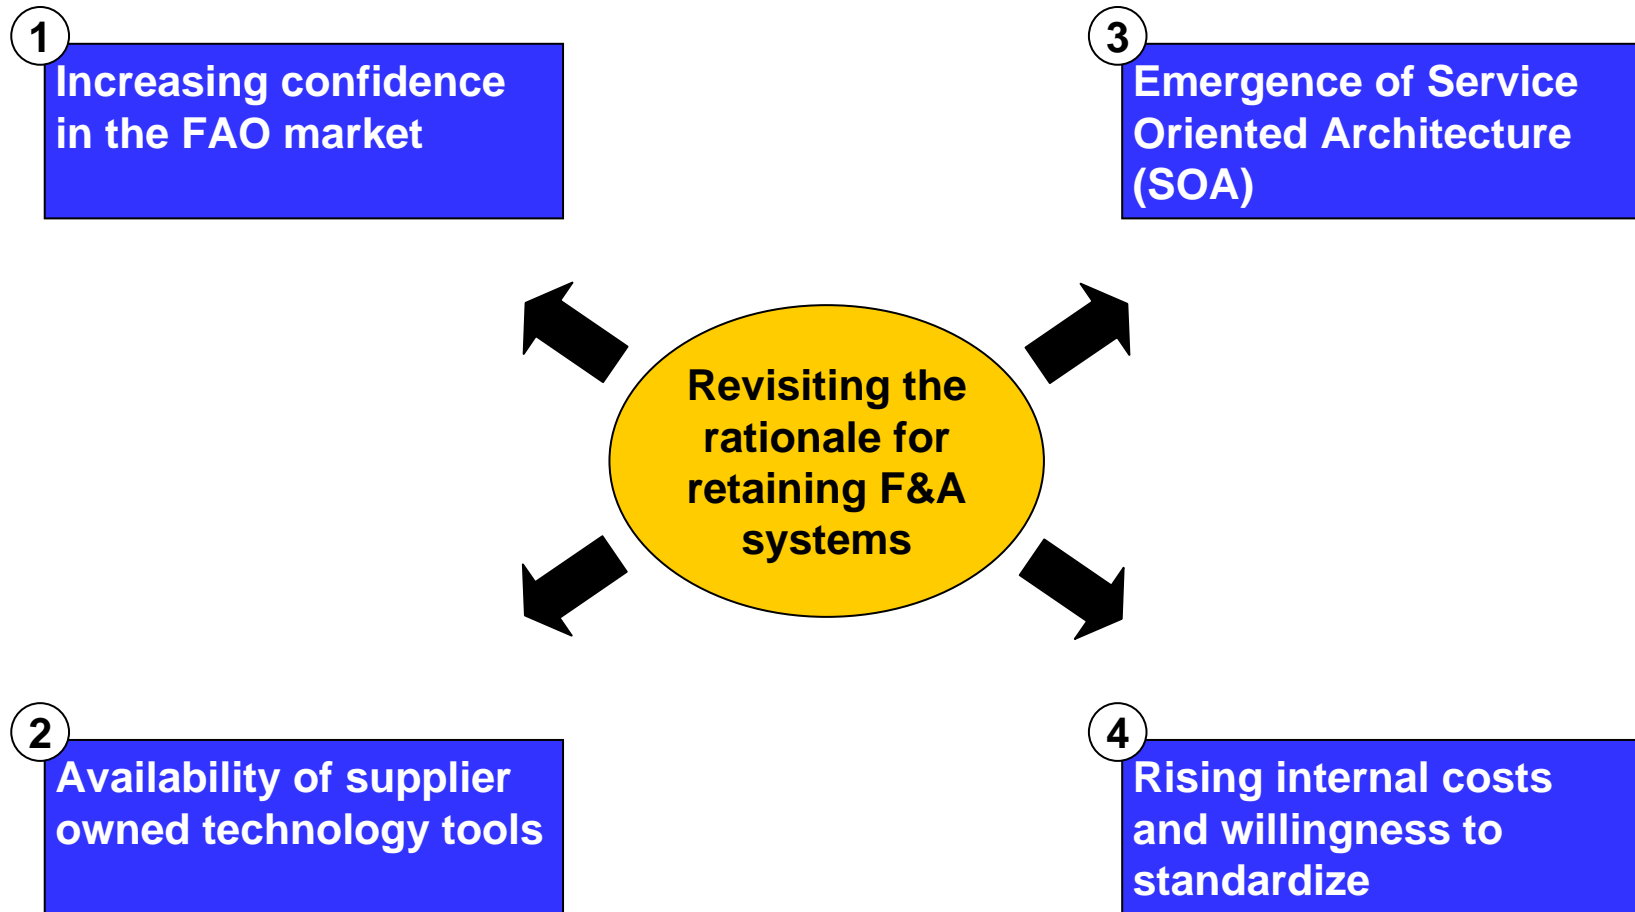 1
Increasing confidence
in the FAO market
3
Emergence of Service
Oriented Architecture
(SOA)
Revisiting the
rationale for
retaining F&A
systems
2
Availability of supplier
owned technology tools
4
Rising internal costs
and willingness to
standardize